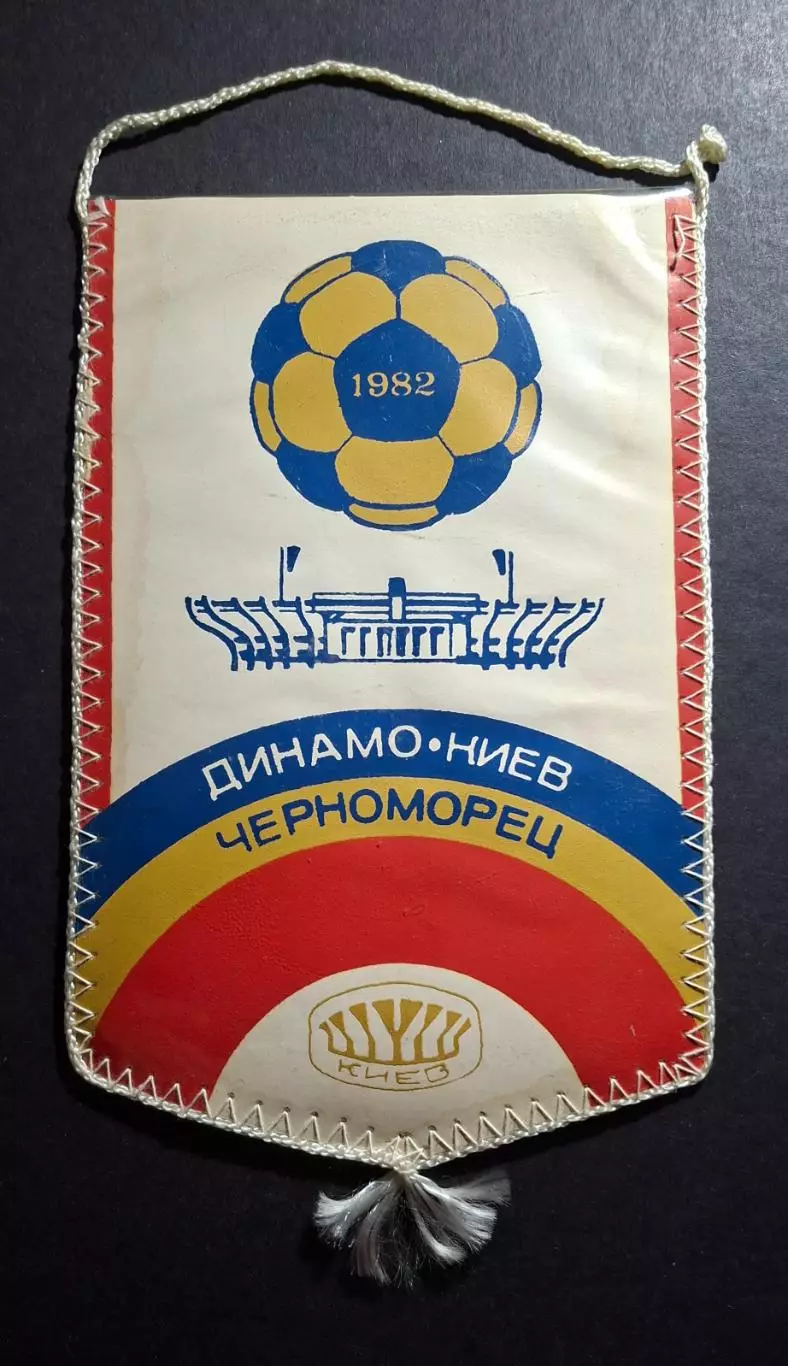 1982
ДИНАМО•КИЕВ
ЧЕРНОМОРЕЦ
КИЕВ